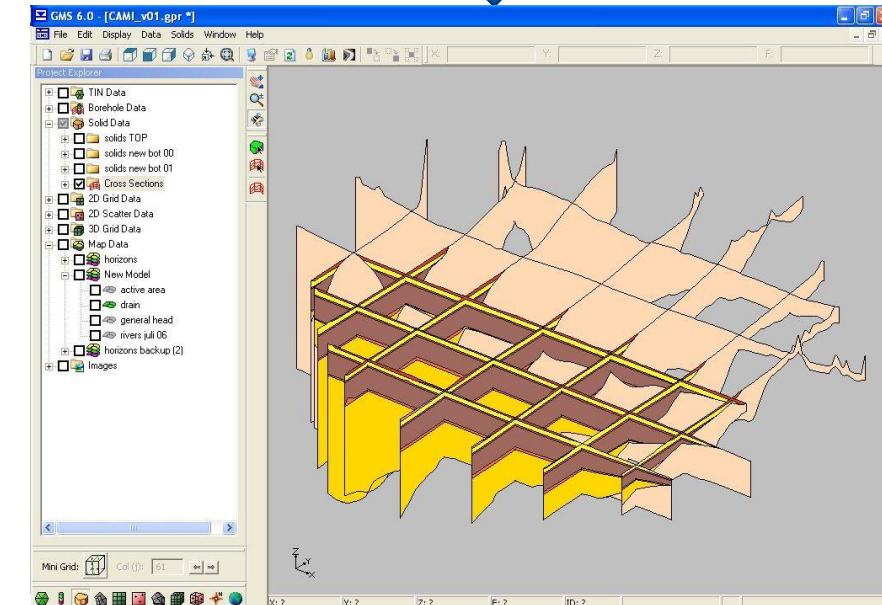 GMS 6.0 - [CAMI_v01.gpr *]
File Edit Display Data Solids Window Help
X: Y: Z: F:
Project Explorer
TIN Data
Borehole Data
Solid Data
solids TOP
solids new bot 00
solids new bot 01
Cross Sections
2D Grid Data
2D Scatter Data
3D Grid Data
Map Data
horizons
New Model
active area
drain
general head
rivers juli 06
horizons backup (2)
Images
Mini Grid: Col (j): 61
Z
Y
X
X: ? Y: ? Z: ? F: ? ID: ?